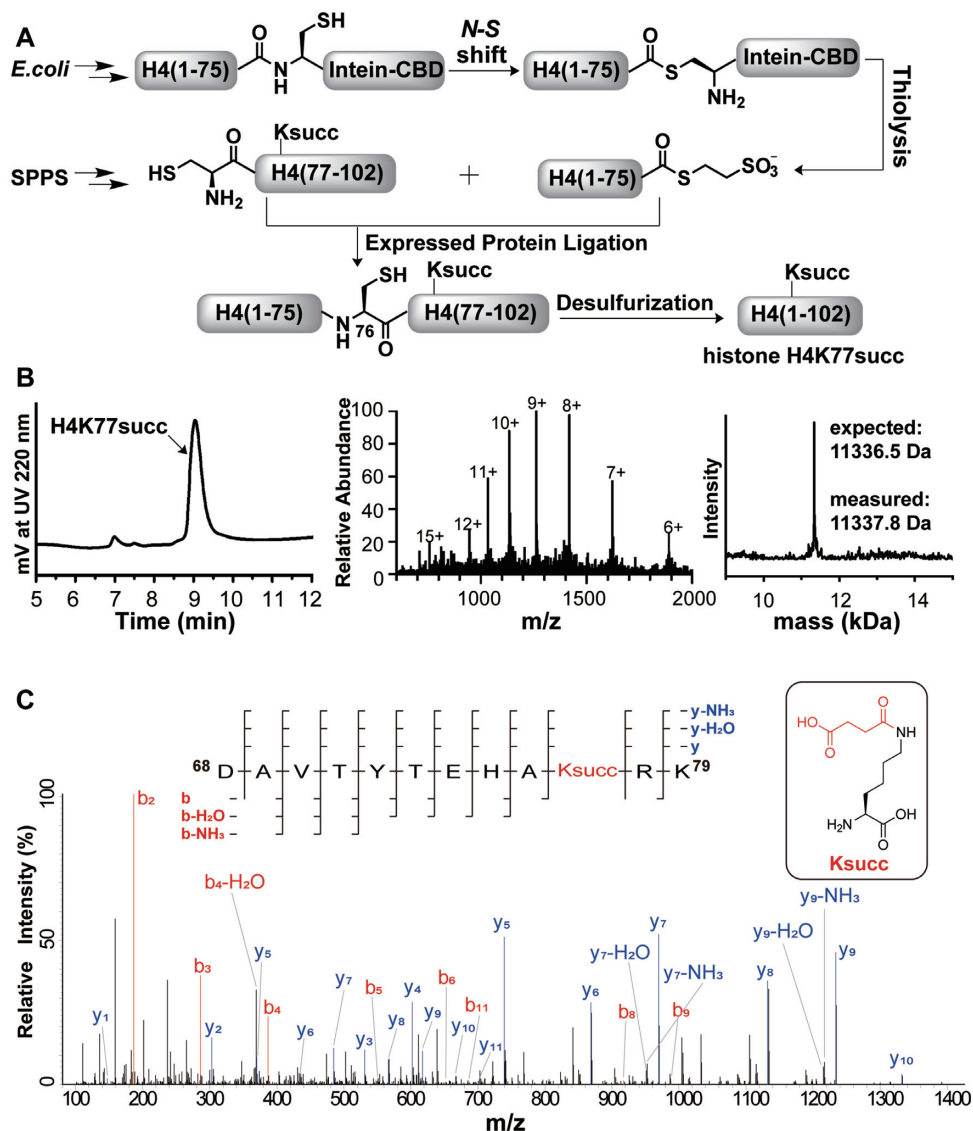 A
E.coli
H4(1-75)
O
N
H
SH
Intein-CBD
N-S
shift
H4(1-75)
O
S
NH₂
Intein-CBD
Thiolysis
SPPS
HS
O
NH₂
Ksucc
H4(77-102)
+
H4(1-75)
O
S
SO₃⁻
Expressed Protein Ligation
H4(1-75)
N
H
76
SH
O
Ksucc
H4(77-102)
Desulfurization
Ksucc
H4(1-102)
histone H4K77succ
B
mV at UV 220 nm
H4K77succ
5 6 7 8 9 10 11 12
Time (min)
Relative Abundance
100
80
60
40
20
0
15+ 12+ 11+ 10+ 9+ 8+ 7+ 6+
1000 1500 2000
m/z
Intensity
expected:
11336.5 Da
measured:
11337.8 Da
10 12 14
mass (kDa)
C
y-NH₃
y-H₂O
y
68 D A V T Y T E H A Ksucc R K 79
b
b-H₂O
b-NH₃
HO
O
O
NH
H₂N
OH
O
Ksucc
Relative Intensity (%)
100
50
0
y₁ b₂ b₃ y₂ b₄-H₂O y₅ b₄ y₆ y₇ y₃ b₅ y₈ y₄ y₉ b₆ y₁₀ b₁₁ y₁₁ y₅ y₆ b₈ y₇-H₂O y₇ y₇-NH₃ b₉ y₈ y₉-H₂O y₉-NH₃ y₉ y₁₀
100 200 300 400 500 600 700 800 900 1000 1100 1200 1300 1400
m/z